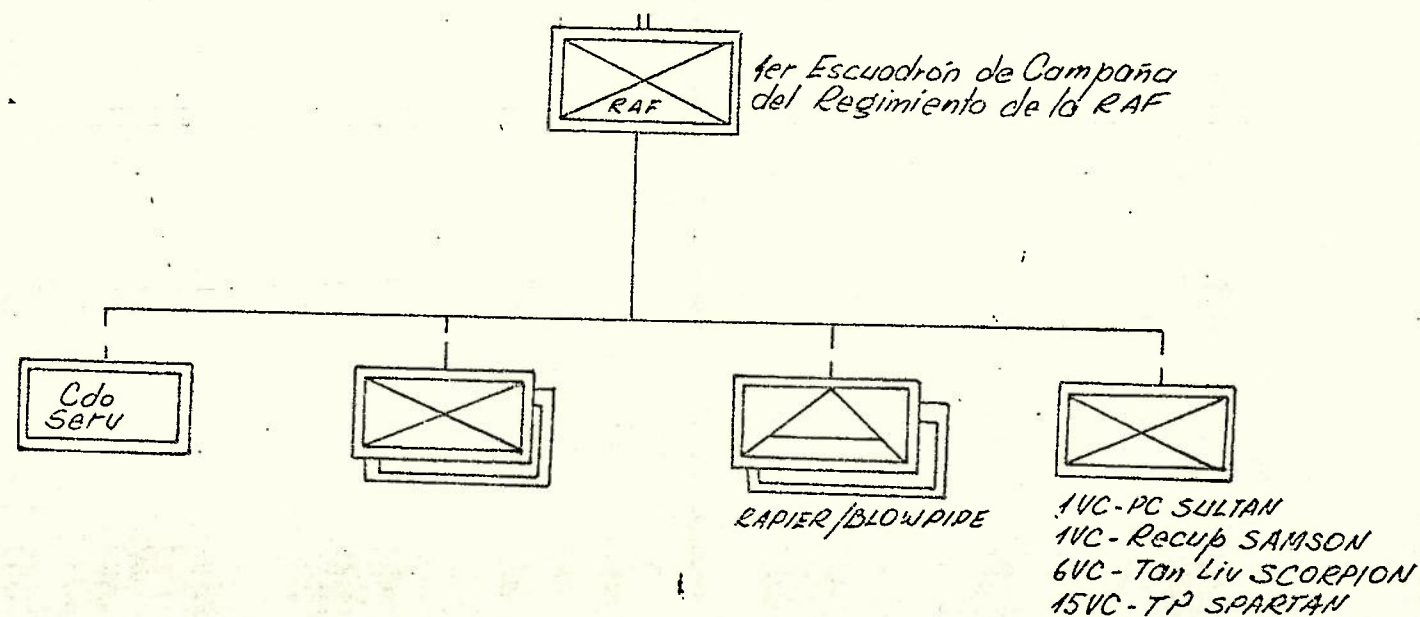 RAF
1er Escuadrón de Campaña
del Regimiento de la RAF
Cdo
Serv
RAPIER/BLOWPIPE
1VC-PC SULTAN
1VC-Recup SAMSON
6VC-Tan Liv SCORPION
15VC-TP SPARTAN